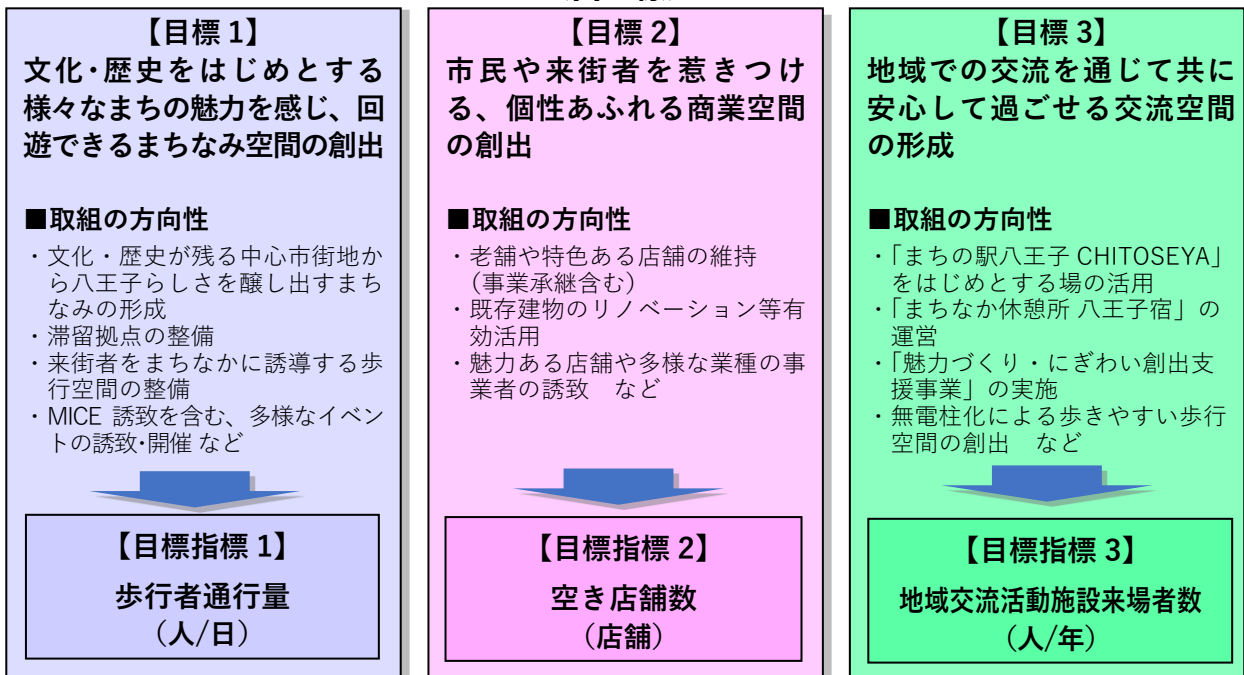 【目標 1】
文化･歴史をはじめとする
様々なまちの魅力を感じ、回
遊できるまちなみ空間の創出
■取組の方向性
・文化・歴史が残る中心市街地か
ら八王子らしさを醸し出すまち
なみの形成
・滞留拠点の整備
・来街者をまちなかに誘導する歩
行空間の整備
・MICE 誘致を含む、多様なイベン
トの誘致･開催 など
【目標指標 1】
歩行者通行量
（人/日）
【目標 2】
市民や来街者を惹きつけ
る、個性あふれる商業空間
の創出
■取組の方向性
・老舗や特色ある店舗の維持
（事業承継含む）
・既存建物のリノベーション等有
効活用
・魅力ある店舗や多様な業種の事
業者の誘致　など
【目標指標 2】
空き店舗数
（店舗）
【目標 3】
地域での交流を通じて共に
安心して過ごせる交流空間
の形成
■取組の方向性
・「まちの駅八王子 CHITOSEYA」
をはじめとする場の活用
・「まちなか休憩所 八王子宿」の
運営
・「魅力づくり・にぎわい創出支
援事業」の実施
・無電柱化による歩きやすい歩行
空間の創出　など
【目標指標 3】
地域交流活動施設来場者数
（人/年）